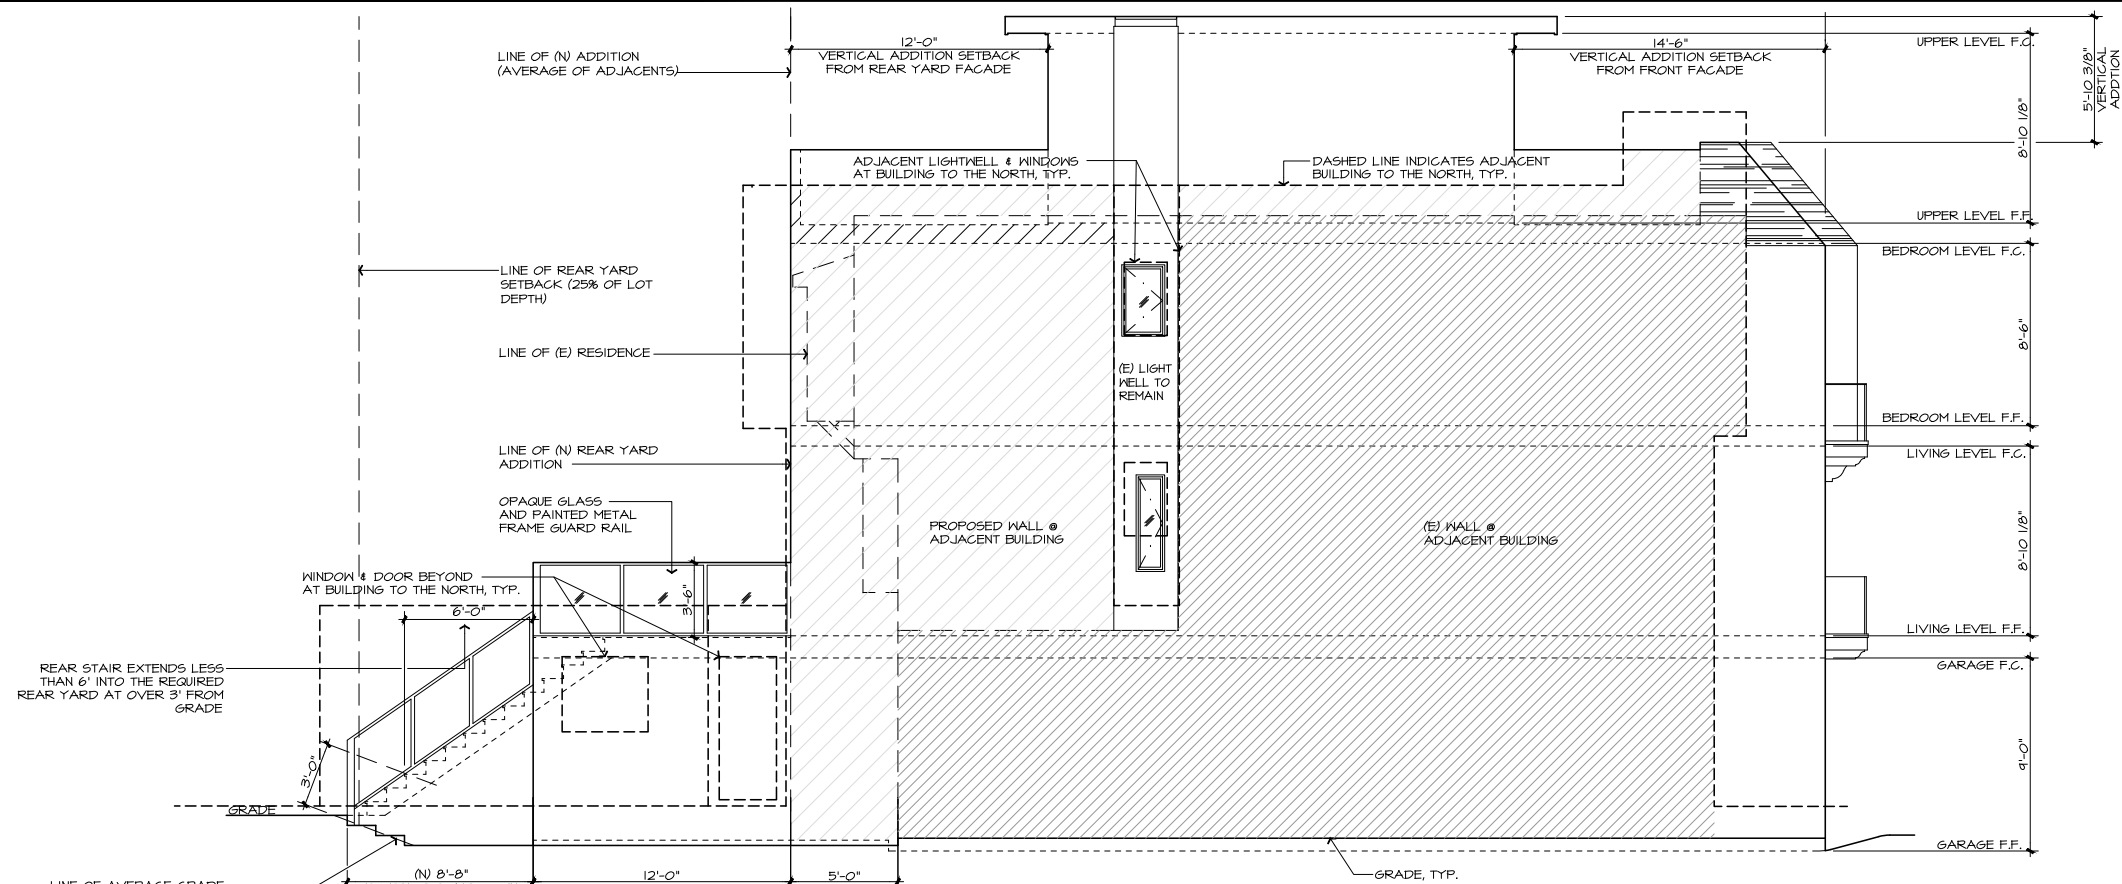 LINE OF (N) ADDITION
(AVERAGE OF ADJACENTS)
12'-0"
VERTICAL ADDITION SETBACK
FROM REAR YARD FACADE
14'-6"
VERTICAL ADDITION SETBACK
FROM FRONT FACADE
UPPER LEVEL F.C.
5'-10 3/8"
VERTICAL
ADDTION
8'-10 1/8"
ADJACENT LIGHTWELL & WINDOWS
AT BUILDING TO THE NORTH, TYP.
DASHED LINE INDICATES ADJACENT
BUILDING TO THE NORTH, TYP.
UPPER LEVEL F.F.
BEDROOM LEVEL F.C.
LINE OF REAR YARD
SETBACK (25% OF LOT
DEPTH)
8'-6"
LINE OF (E) RESIDENCE
(E) LIGHT
WELL TO
REMAIN
BEDROOM LEVEL F.F.
LINE OF (N) REAR YARD
ADDITION
LIVING LEVEL F.C.
OPAQUE GLASS
AND PAINTED METAL
FRAME GUARD RAIL
PROPOSED WALL @
ADJACENT BUILDING
(E) WALL @
ADJACENT BUILDING
8'-10 1/8"
WINDOW & DOOR BEYOND
AT BUILDING TO THE NORTH, TYP.
3'-6"
6'-0"
LIVING LEVEL F.F.
REAR STAIR EXTENDS LESS
THAN 6' INTO THE REQUIRED
REAR YARD AT OVER 3' FROM
GRADE
GARAGE F.C.
9'-0"
3'-0"
GRADE
GARAGE F.F.
GRADE, TYP.
(N) 8'-8"
12'-0"
5'-0"
LINE OF AVERAGE GRADE